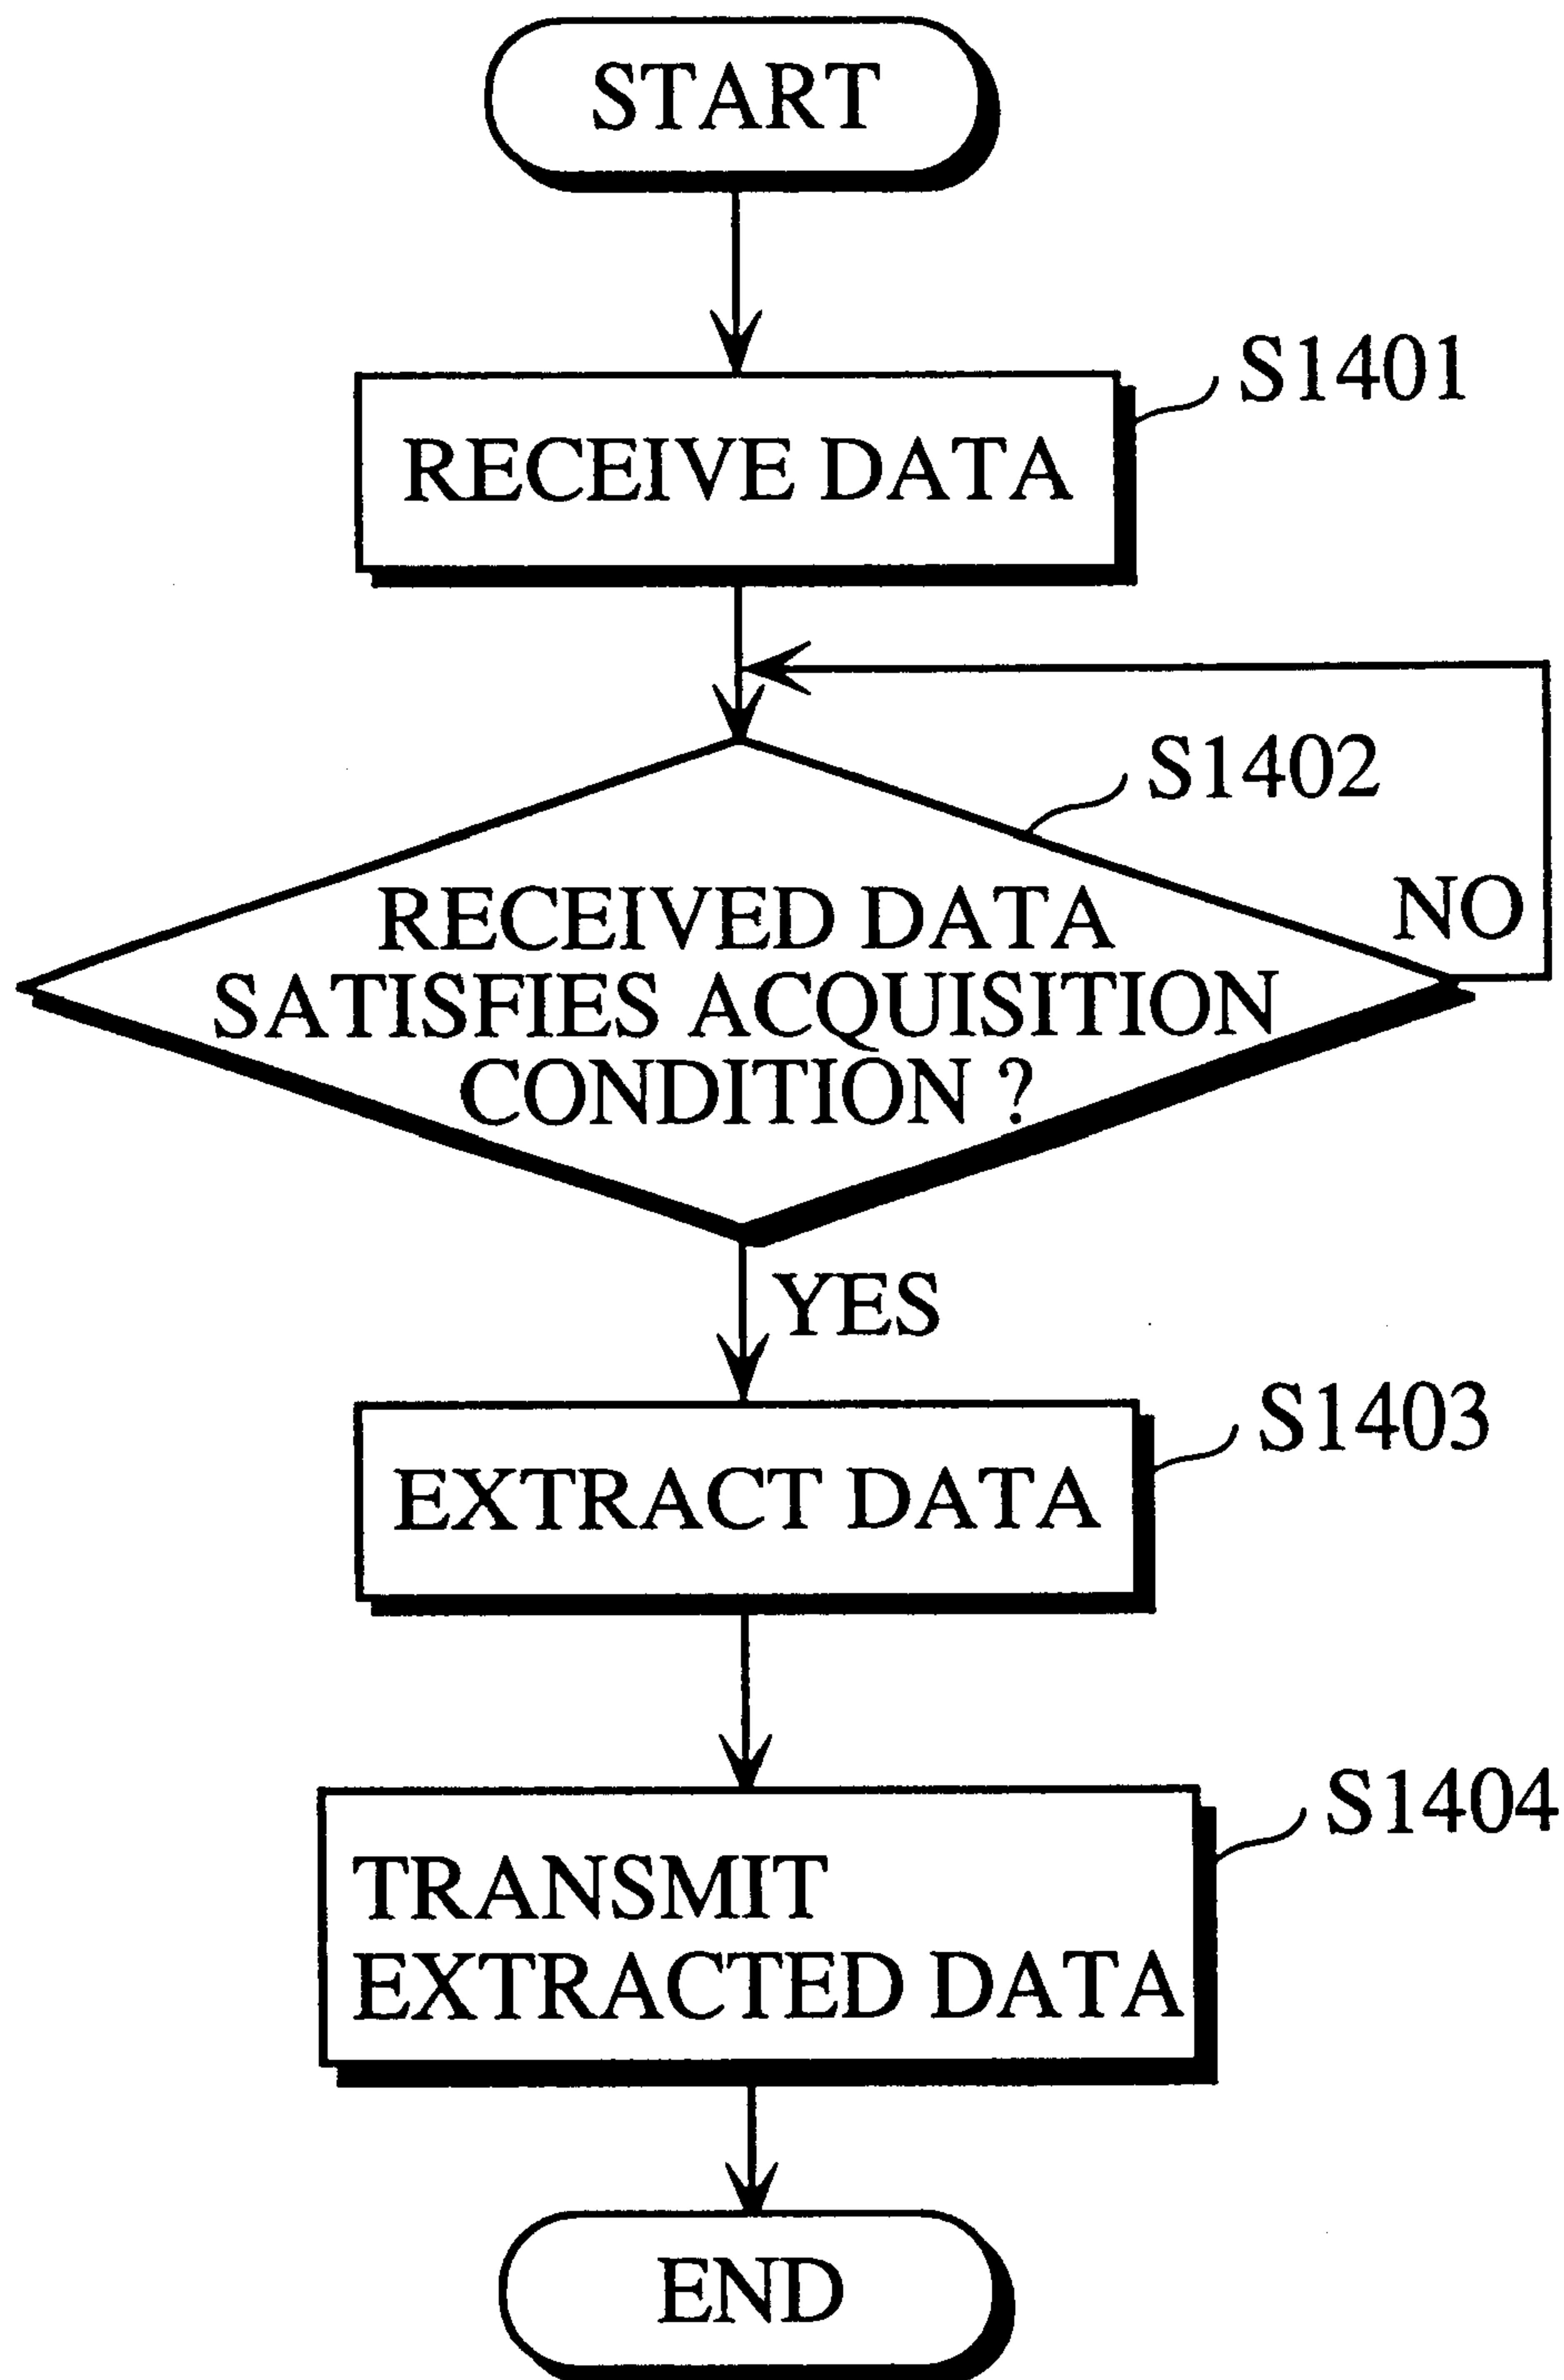 START
S1401
RECEIVE DATA
S1402
NO
RECEIVED DATA
SATISFIES ACQUISITION
CONDITION ?
YES
S1403
EXTRACT DATA
S1404
TRANSMIT
EXTRACTED DATA
END